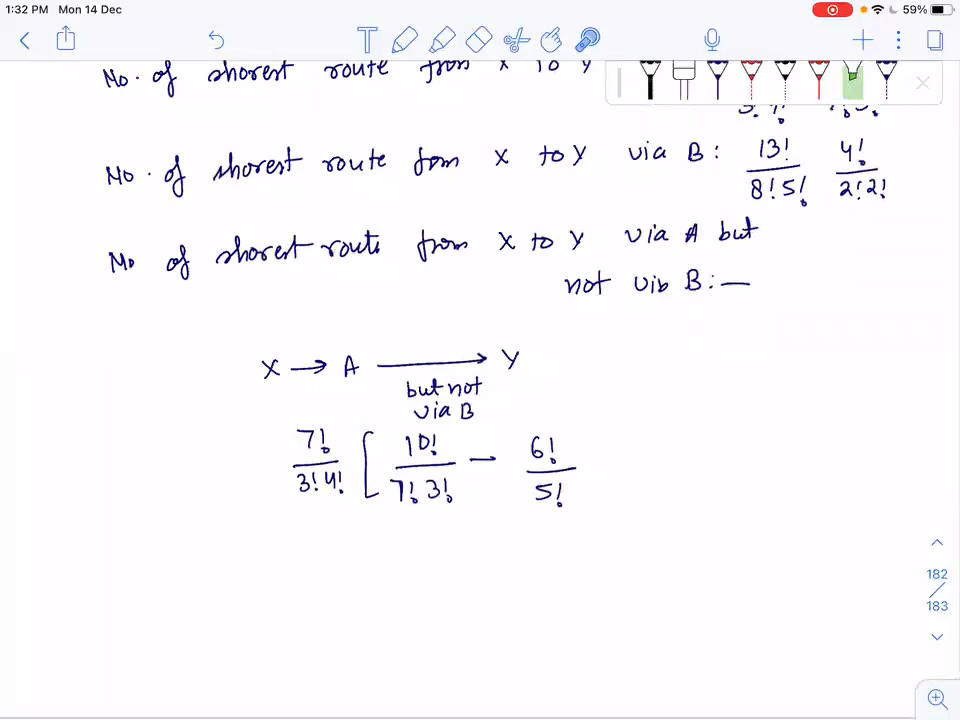 1:32 PM Mon 14 Dec 59%
No. of shorest route from X to Y
No. of shorest route from X to Y via B: 13!/8!5! 4!/2!2!
No of shorest route from X to Y via A but
not via B:—
X → A → Y
but not
via B
7!/3!4! [ 10!/7!3! — 6!/5!
182
183